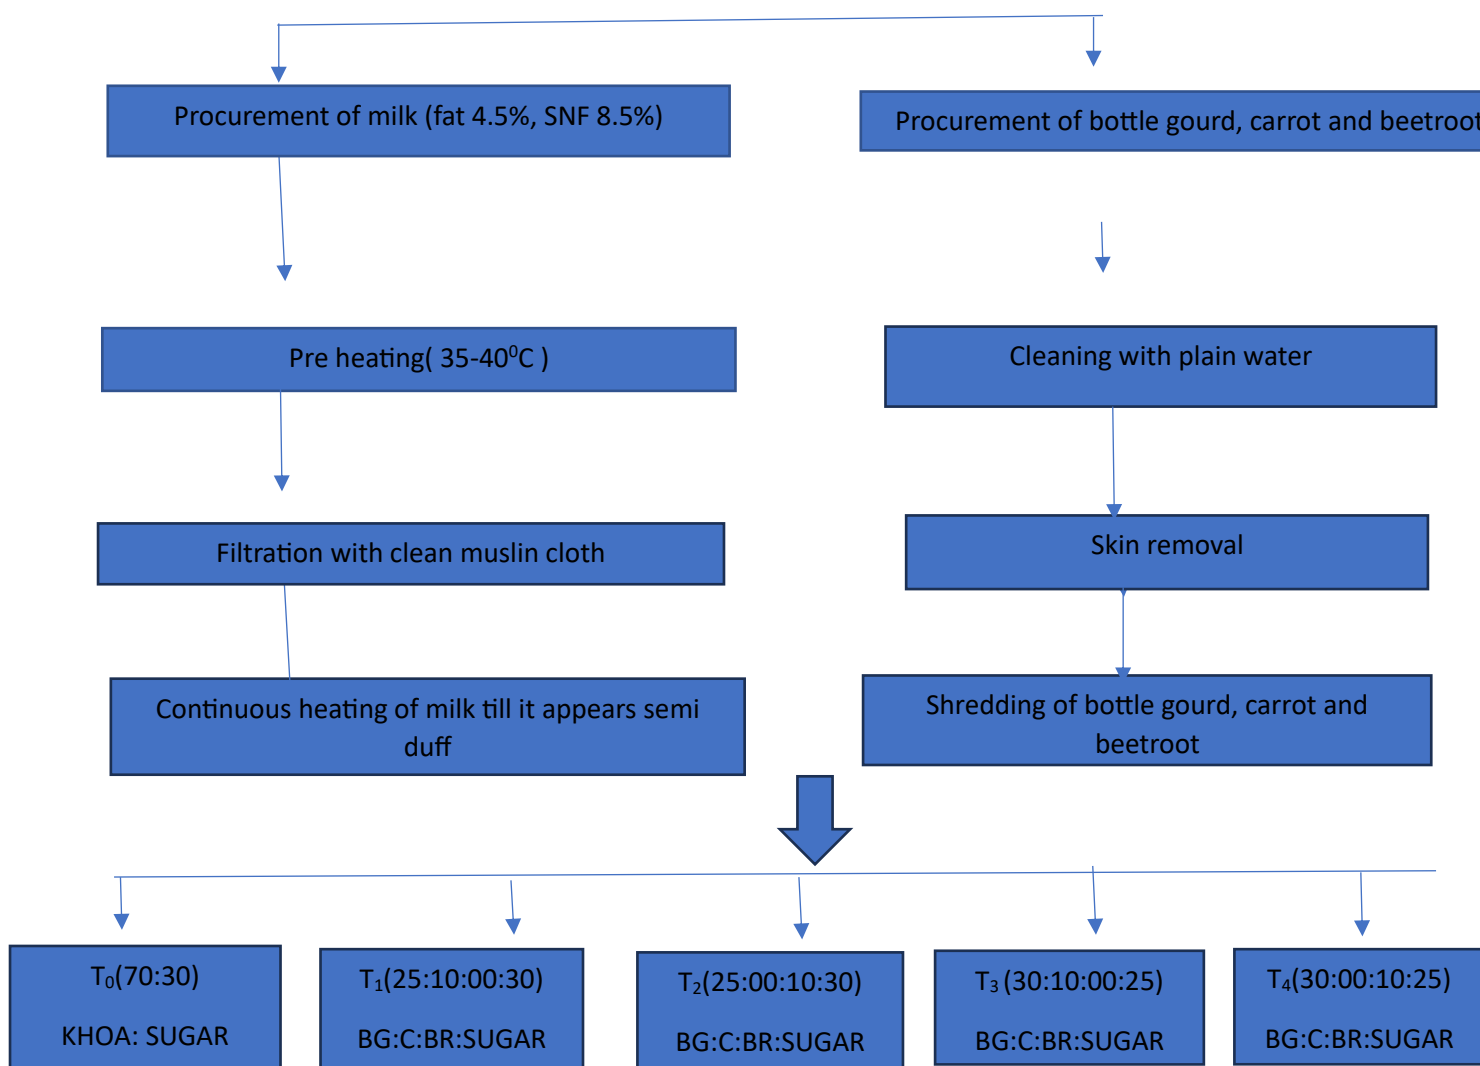 Procurement of milk (fat 4.5%, SNF 8.5%)
Procurement of bottle gourd, carrot and beetroot
Pre heating( 35-40⁰C )
Cleaning with plain water
Filtration with clean muslin cloth
Skin removal
Continuous heating of milk till it appears semi
duff
Shredding of bottle gourd, carrot and
beetroot
T₀(70:30)
KHOA: SUGAR
T₁(25:10:00:30)
BG:C:BR:SUGAR
T₂(25:00:10:30)
BG:C:BR:SUGAR
T₃ (30:10:00:25)
BG:C:BR:SUGAR
T₄(30:00:10:25)
BG:C:BR:SUGAR